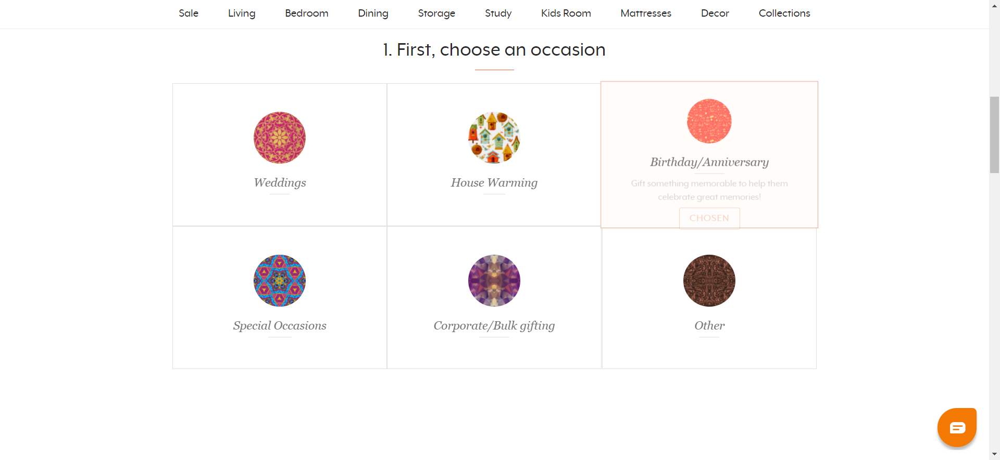 Sale Living Bedroom Dining Storage Study Kids Room Mattresses Decor Collections
1. First, choose an occasion
Weddings
House Warming
Birthday/Anniversary
Gift something memorable to help them
celebrate great memories!
CHOSEN
Special Occasions
Corporate/Bulk gifting
Other